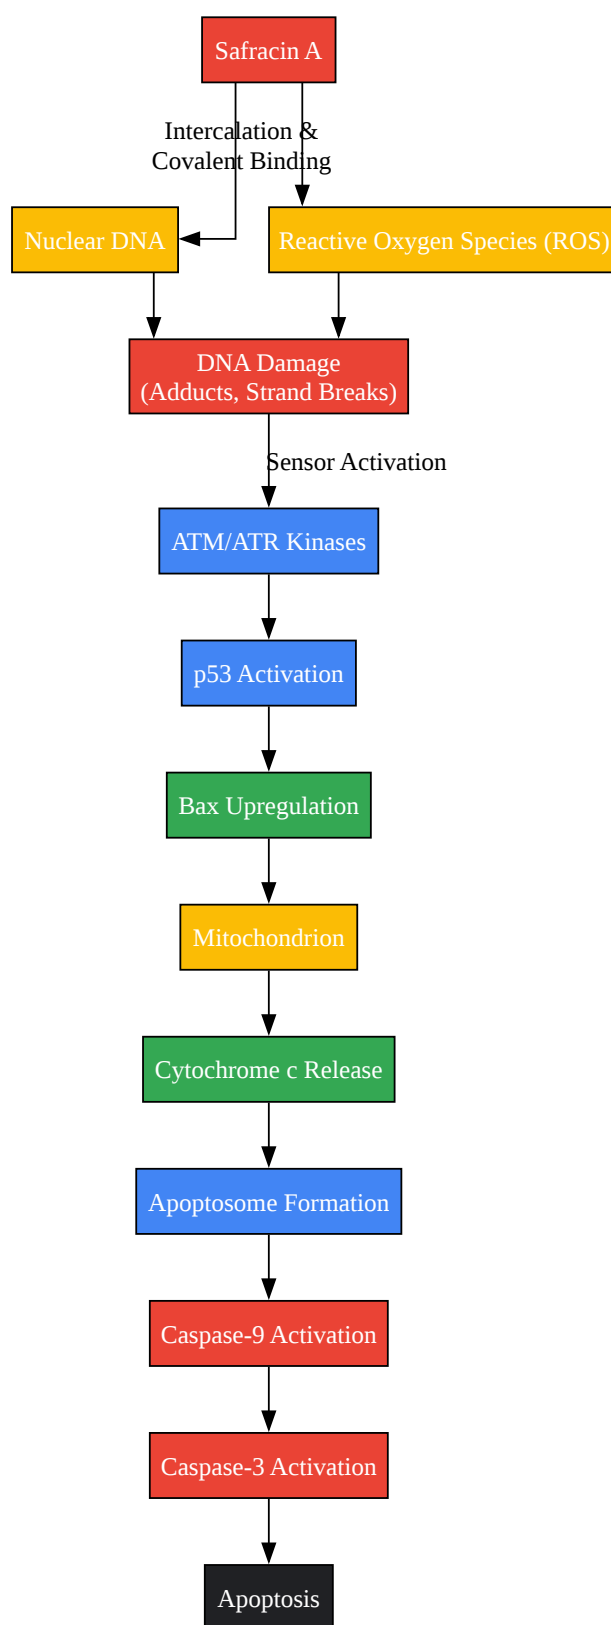 Safracin A
Intercalation &
Covalent Binding
Nuclear DNA
Reactive Oxygen Species (ROS)
DNA Damage
(Adducts, Strand Breaks)
Sensor Activation
ATM/ATR Kinases
p53 Activation
Bax Upregulation
Mitochondrion
Cytochrome c Release
Apoptosome Formation
Caspase-9 Activation
Caspase-3 Activation
Apoptosis